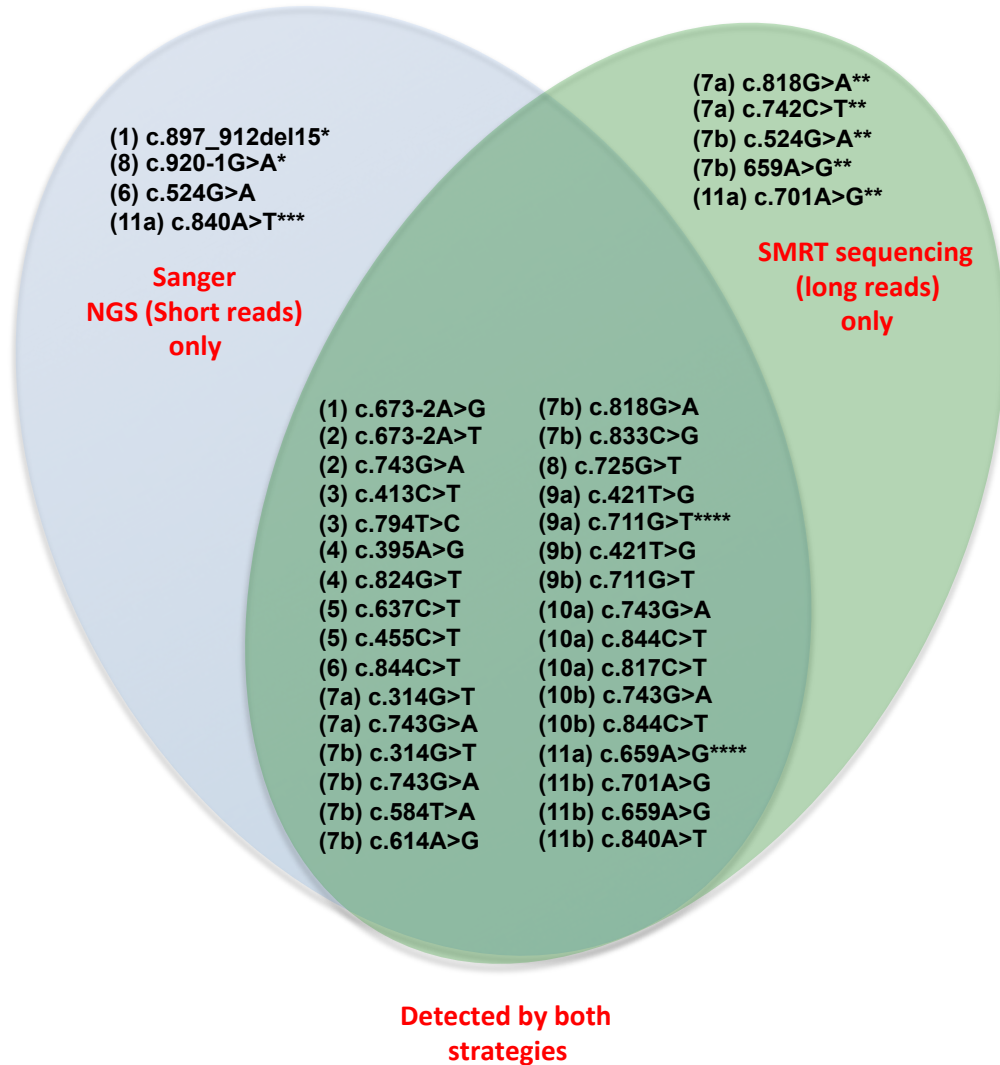 (1) c.897_912del15*
(8) c.920-1G>A*
(6) c.524G>A
(11a) c.840A>T***
Sanger
NGS (Short reads)
only
(7a) c.818G>A**
(7a) c.742C>T**
(7b) c.524G>A**
(7b) 659A>G**
(11a) c.701A>G**
SMRT sequencing
(long reads)
only
(1) c.673-2A>G
(2) c.673-2A>T
(2) c.743G>A
(3) c.413C>T
(3) c.794T>C
(4) c.395A>G
(4) c.824G>T
(5) c.637C>T
(5) c.455C>T
(6) c.844C>T
(7a) c.314G>T
(7a) c.743G>A
(7b) c.314G>T
(7b) c.743G>A
(7b) c.584T>A
(7b) c.614A>G
(7b) c.818G>A
(7b) c.833C>G
(8) c.725G>T
(9a) c.421T>G
(9a) c.711G>T****
(9b) c.421T>G
(9b) c.711G>T
(10a) c.743G>A
(10a) c.844C>T
(10a) c.817C>T
(10b) c.743G>A
(10b) c.844C>T
(11a) c.659A>G****
(11b) c.701A>G
(11b) c.659A>G
(11b) c.840A>T
Detected by both
strategies